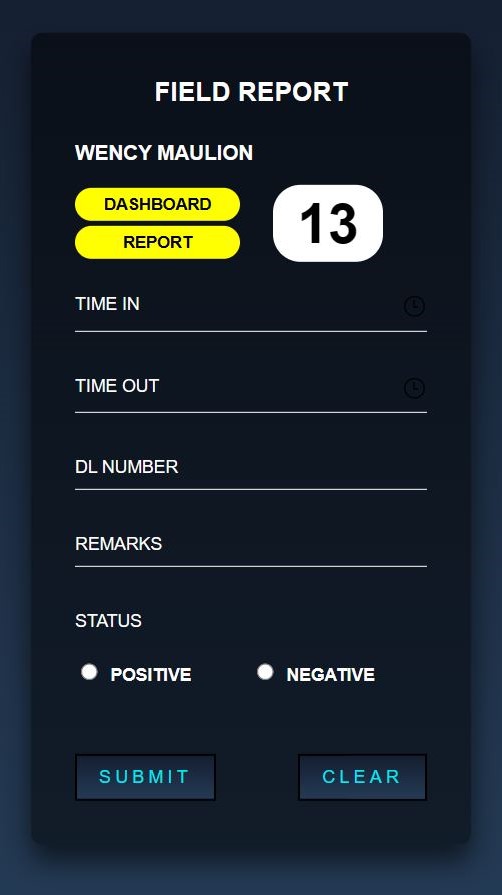 FIELD REPORT
WENCY MAULION
DASHBOARD
REPORT
13
TIME IN
TIME OUT
DL NUMBER
REMARKS
STATUS
POSITIVE NEGATIVE
SUBMIT CLEAR